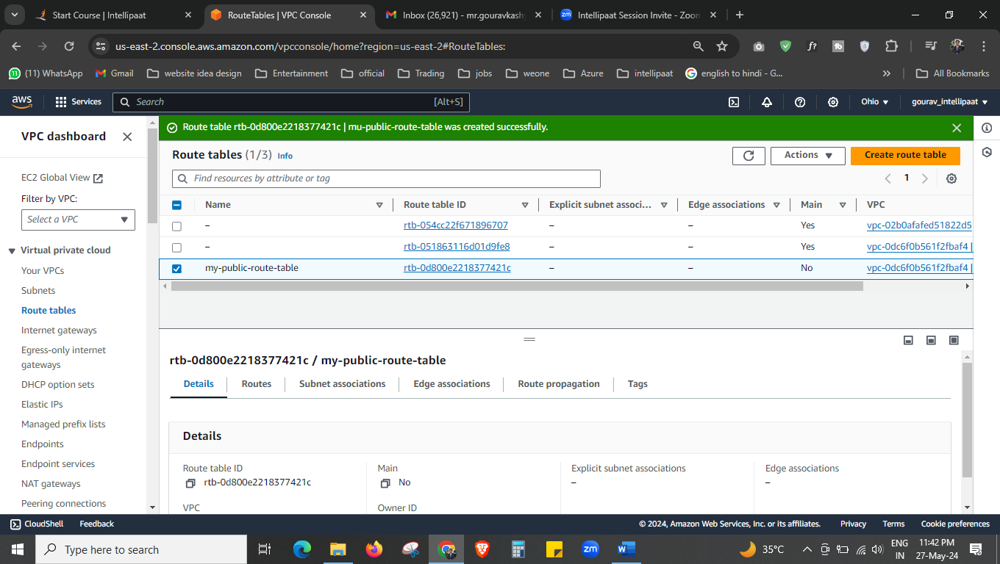 Start Course | Intellipaat
RouteTables | VPC Console
Inbox (26,921) - mr.gouravkash
zm
Intellipaat Session Invite - Zoom
us-east-2.console.aws.amazon.com/vpcconsole/home?region=us-east-2#RouteTables:
f?
(11) WhatsApp
Gmail
website idea design
Entertainment
official
Trading
jobs
weone
Azure
intellipaat
english to hindi - G...
All Bookmarks
aws
Services
Search
[Alt+S]
Ohio
gourav_intellipaat
VPC dashboard
EC2 Global View
Filter by VPC:
Select a VPC
Virtual private cloud
Your VPCs
Subnets
Route tables
Internet gateways
Egress-only internet
gateways
DHCP option sets
Elastic IPs
Managed prefix lists
Endpoints
Endpoint services
NAT gateways
Peering connections
Route table rtb-0d800e2218377421c | mu-public-route-table was created successfully.
Route tables (1/3) Info
Actions
Create route table
Find resources by attribute or tag
1
Name Route table ID Explicit subnet associ... Edge associations Main VPC
– rtb-054cc22f671896707 – – Yes vpc-02b0afafed51822d5
– rtb-051863116d01d9fe8 – – Yes vpc-0dc6f0b561f2fbaf4 |
my-public-route-table rtb-0d800e2218377421c – – No vpc-0dc6f0b561f2fbaf4 |
rtb-0d800e2218377421c / my-public-route-table
Details Routes Subnet associations Edge associations Route propagation Tags
Details
Route table ID
rtb-0d800e2218377421c
Main
No
Explicit subnet associations
–
Edge associations
–
VPC
Owner ID
CloudShell
Feedback
© 2024, Amazon Web Services, Inc. or its affiliates.
Privacy
Terms
Cookie preferences
Type here to search
zm
35°C
ENG
IN
11:42 PM
27-May-24